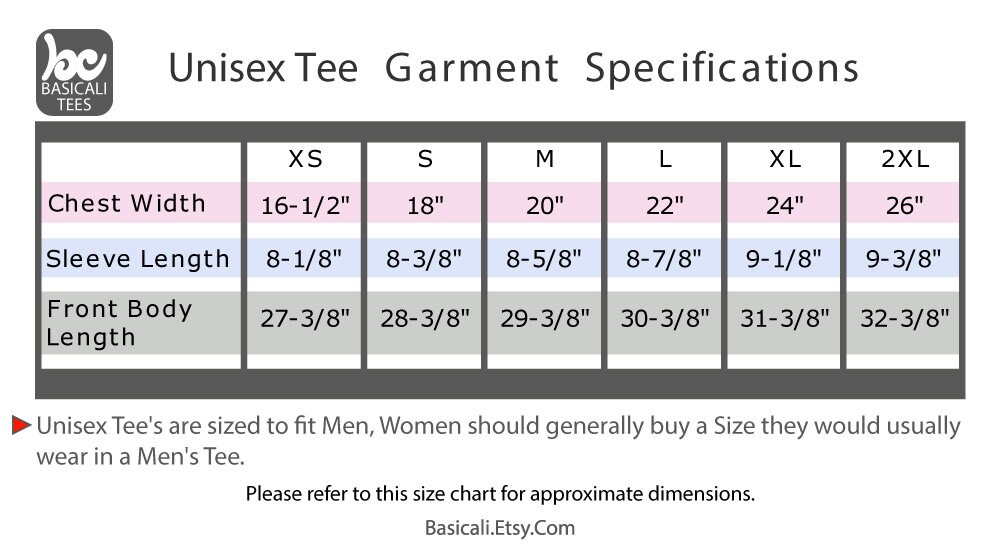 bc
BASICALI
TEES
Unisex Tee Garment Specifications
XS S M L XL 2XL
Chest Width 16-1/2" 18" 20" 22" 24" 26"
Sleeve Length 8-1/8" 8-3/8" 8-5/8" 8-7/8" 9-1/8" 9-3/8"
Front Body
Length 27-3/8" 28-3/8" 29-3/8" 30-3/8" 31-3/8" 32-3/8"
Unisex Tee's are sized to fit Men, Women should generally buy a Size they would usually
wear in a Men's Tee.
Please refer to this size chart for approximate dimensions.
Basicali.Etsy.Com